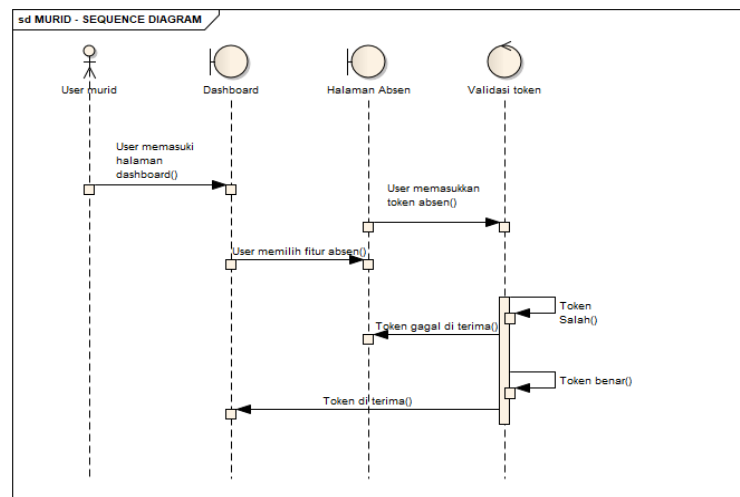 sd MURID - SEQUENCE DIAGRAM
User murid
Dashboard
Halaman Absen
Validasi token
User memasuki
halaman
dashboard()
User memasukkan
token absen()
User memilih fitur absen()
Token
Salah()
Token gagal di terima()
Token benar()
Token di terima()